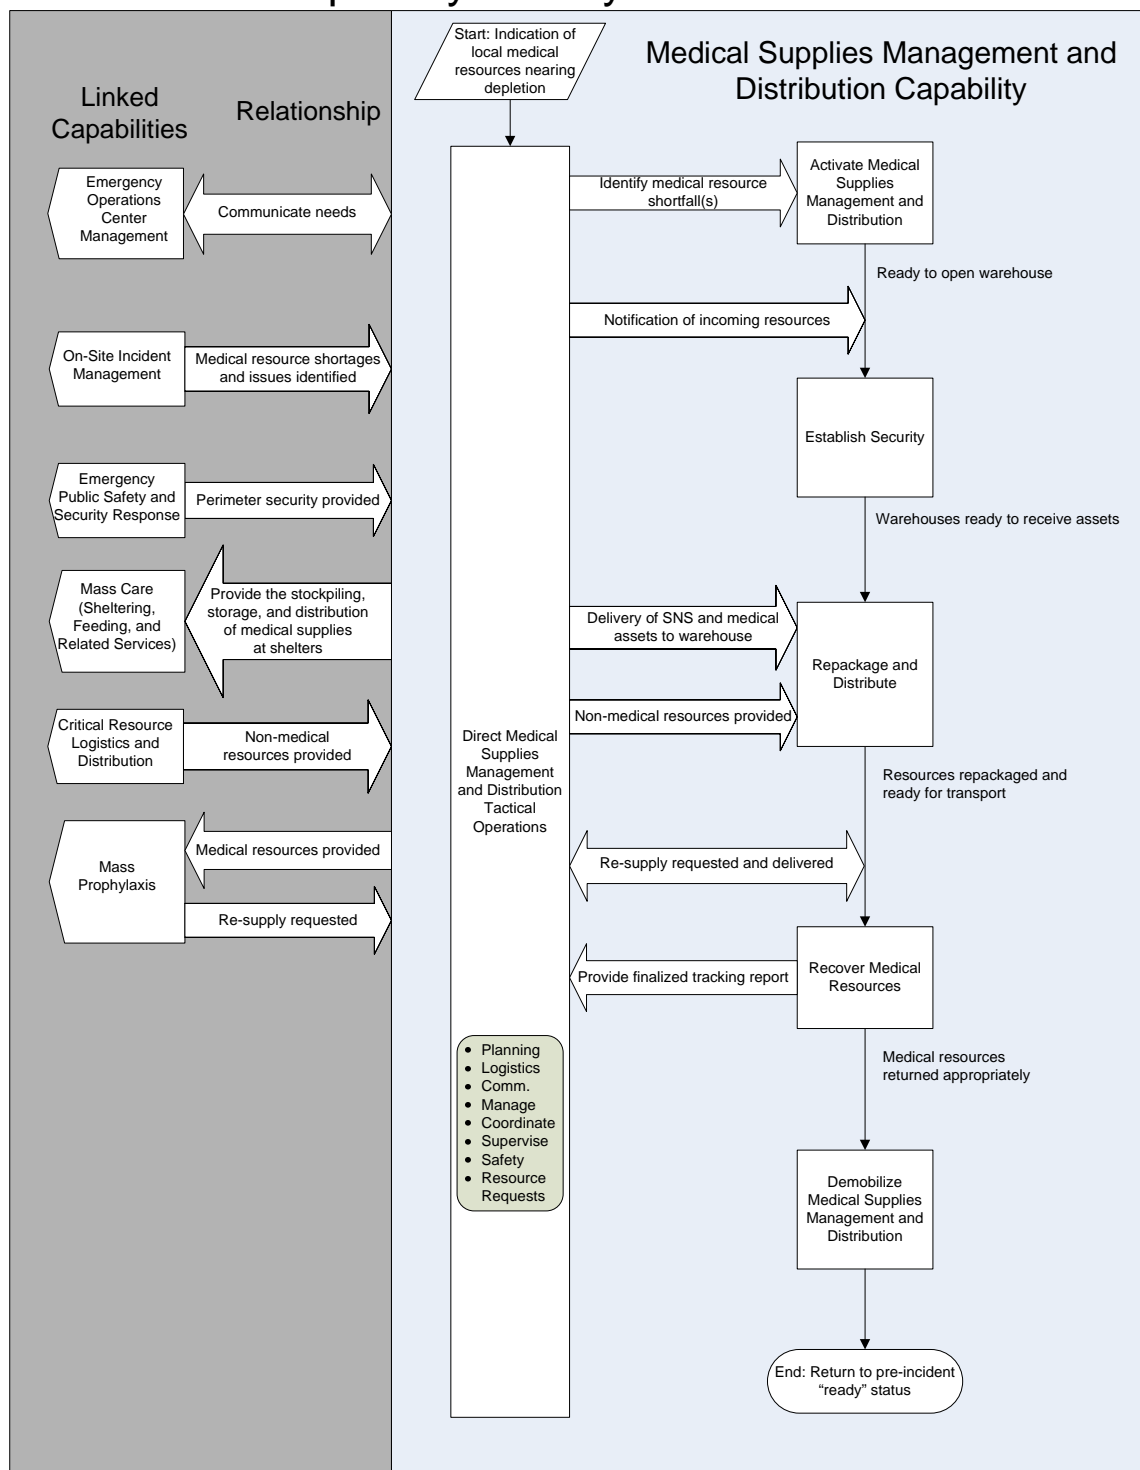 Start: Indication of
local medical
resources nearing
depletion
Medical Supplies Management and
Distribution Capability
Linked
Capabilities
Relationship
Emergency
Operations
Center
Management
Communicate needs
Identify medical resource
shortfall(s)
Activate Medical
Supplies
Management and
Distribution
Ready to open warehouse
Notification of incoming resources
On-Site Incident
Management
Medical resource shortages
and issues identified
Establish Security
Emergency
Public Safety and
Security Response
Perimeter security provided
Warehouses ready to receive assets
Mass Care
(Sheltering,
Feeding, and
Related Services)
Provide the stockpiling,
storage, and distribution
of medical supplies
at shelters
Delivery of SNS and medical
assets to warehouse
Repackage and
Distribute
Non-medical resources provided
Critical Resource
Logistics and
Distribution
Non-medical
resources provided
Direct Medical
Supplies
Management
and Distribution
Tactical
Operations
Resources repackaged and
ready for transport
Mass
Prophylaxis
Medical resources provided
Re-supply requested
Re-supply requested and delivered
Provide finalized tracking report
Recover Medical
Resources
• Planning
• Logistics
• Comm.
• Manage
• Coordinate
• Supervise
• Safety
• Resource
Requests
Medical resources
returned appropriately
Demobilize
Medical Supplies
Management and
Distribution
End: Return to pre-incident
“ready” status